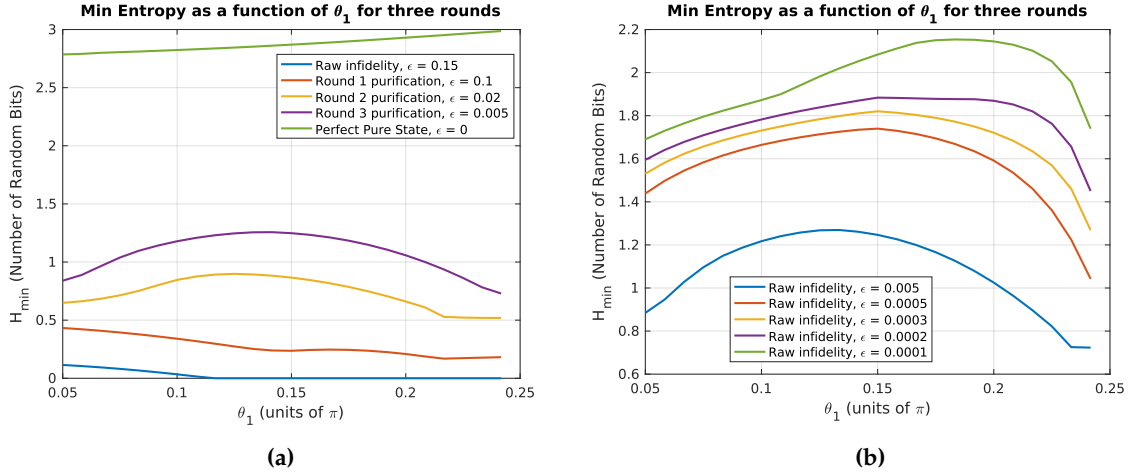 Min Entropy as a function of θ₁ for three rounds
3
2.5
2
1.5
1
0.5
0
H_min (Number of Random Bits)
Raw infidelity, ϵ = 0.15
Round 1 purification, ϵ = 0.1
Round 2 purification, ϵ = 0.02
Round 3 purification, ϵ = 0.005
Perfect Pure State, ϵ = 0
0.05 0.1 0.15 0.2 0.25
θ₁ (units of π)
(a)
Min Entropy as a function of θ₁ for three rounds
2.2
2
1.8
1.6
1.4
1.2
1
0.8
0.6
H_min (Number of Random Bits)
Raw infidelity, ϵ = 0.005
Raw infidelity, ϵ = 0.0005
Raw infidelity, ϵ = 0.0003
Raw infidelity, ϵ = 0.0002
Raw infidelity, ϵ = 0.0001
0.05 0.1 0.15 0.2 0.25
θ₁ (units of π)
(b)